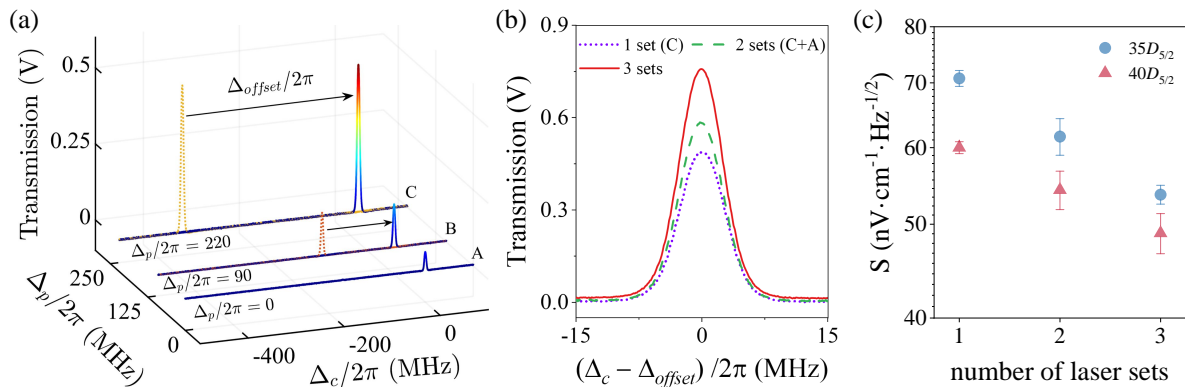 (a)
Transmission (V)
0.5
0.25
0
Δoffset/2π
C
B
A
Δp/2π = 220
Δp/2π = 90
Δp/2π = 0
250
125
0
Δp/2π (MHz)
-400
-200
0
Δc/2π (MHz)
(b)
Transmission (V)
0.9
0.6
0.3
0.0
1 set (C)
2 sets (C+A)
3 sets
-15
0
15
(Δc − Δoffset) /2π (MHz)
(c)
S (nV·cm⁻¹·Hz⁻¹/²)
70
60
50
40
35D5/2
40D5/2
1
2
3
number of laser sets